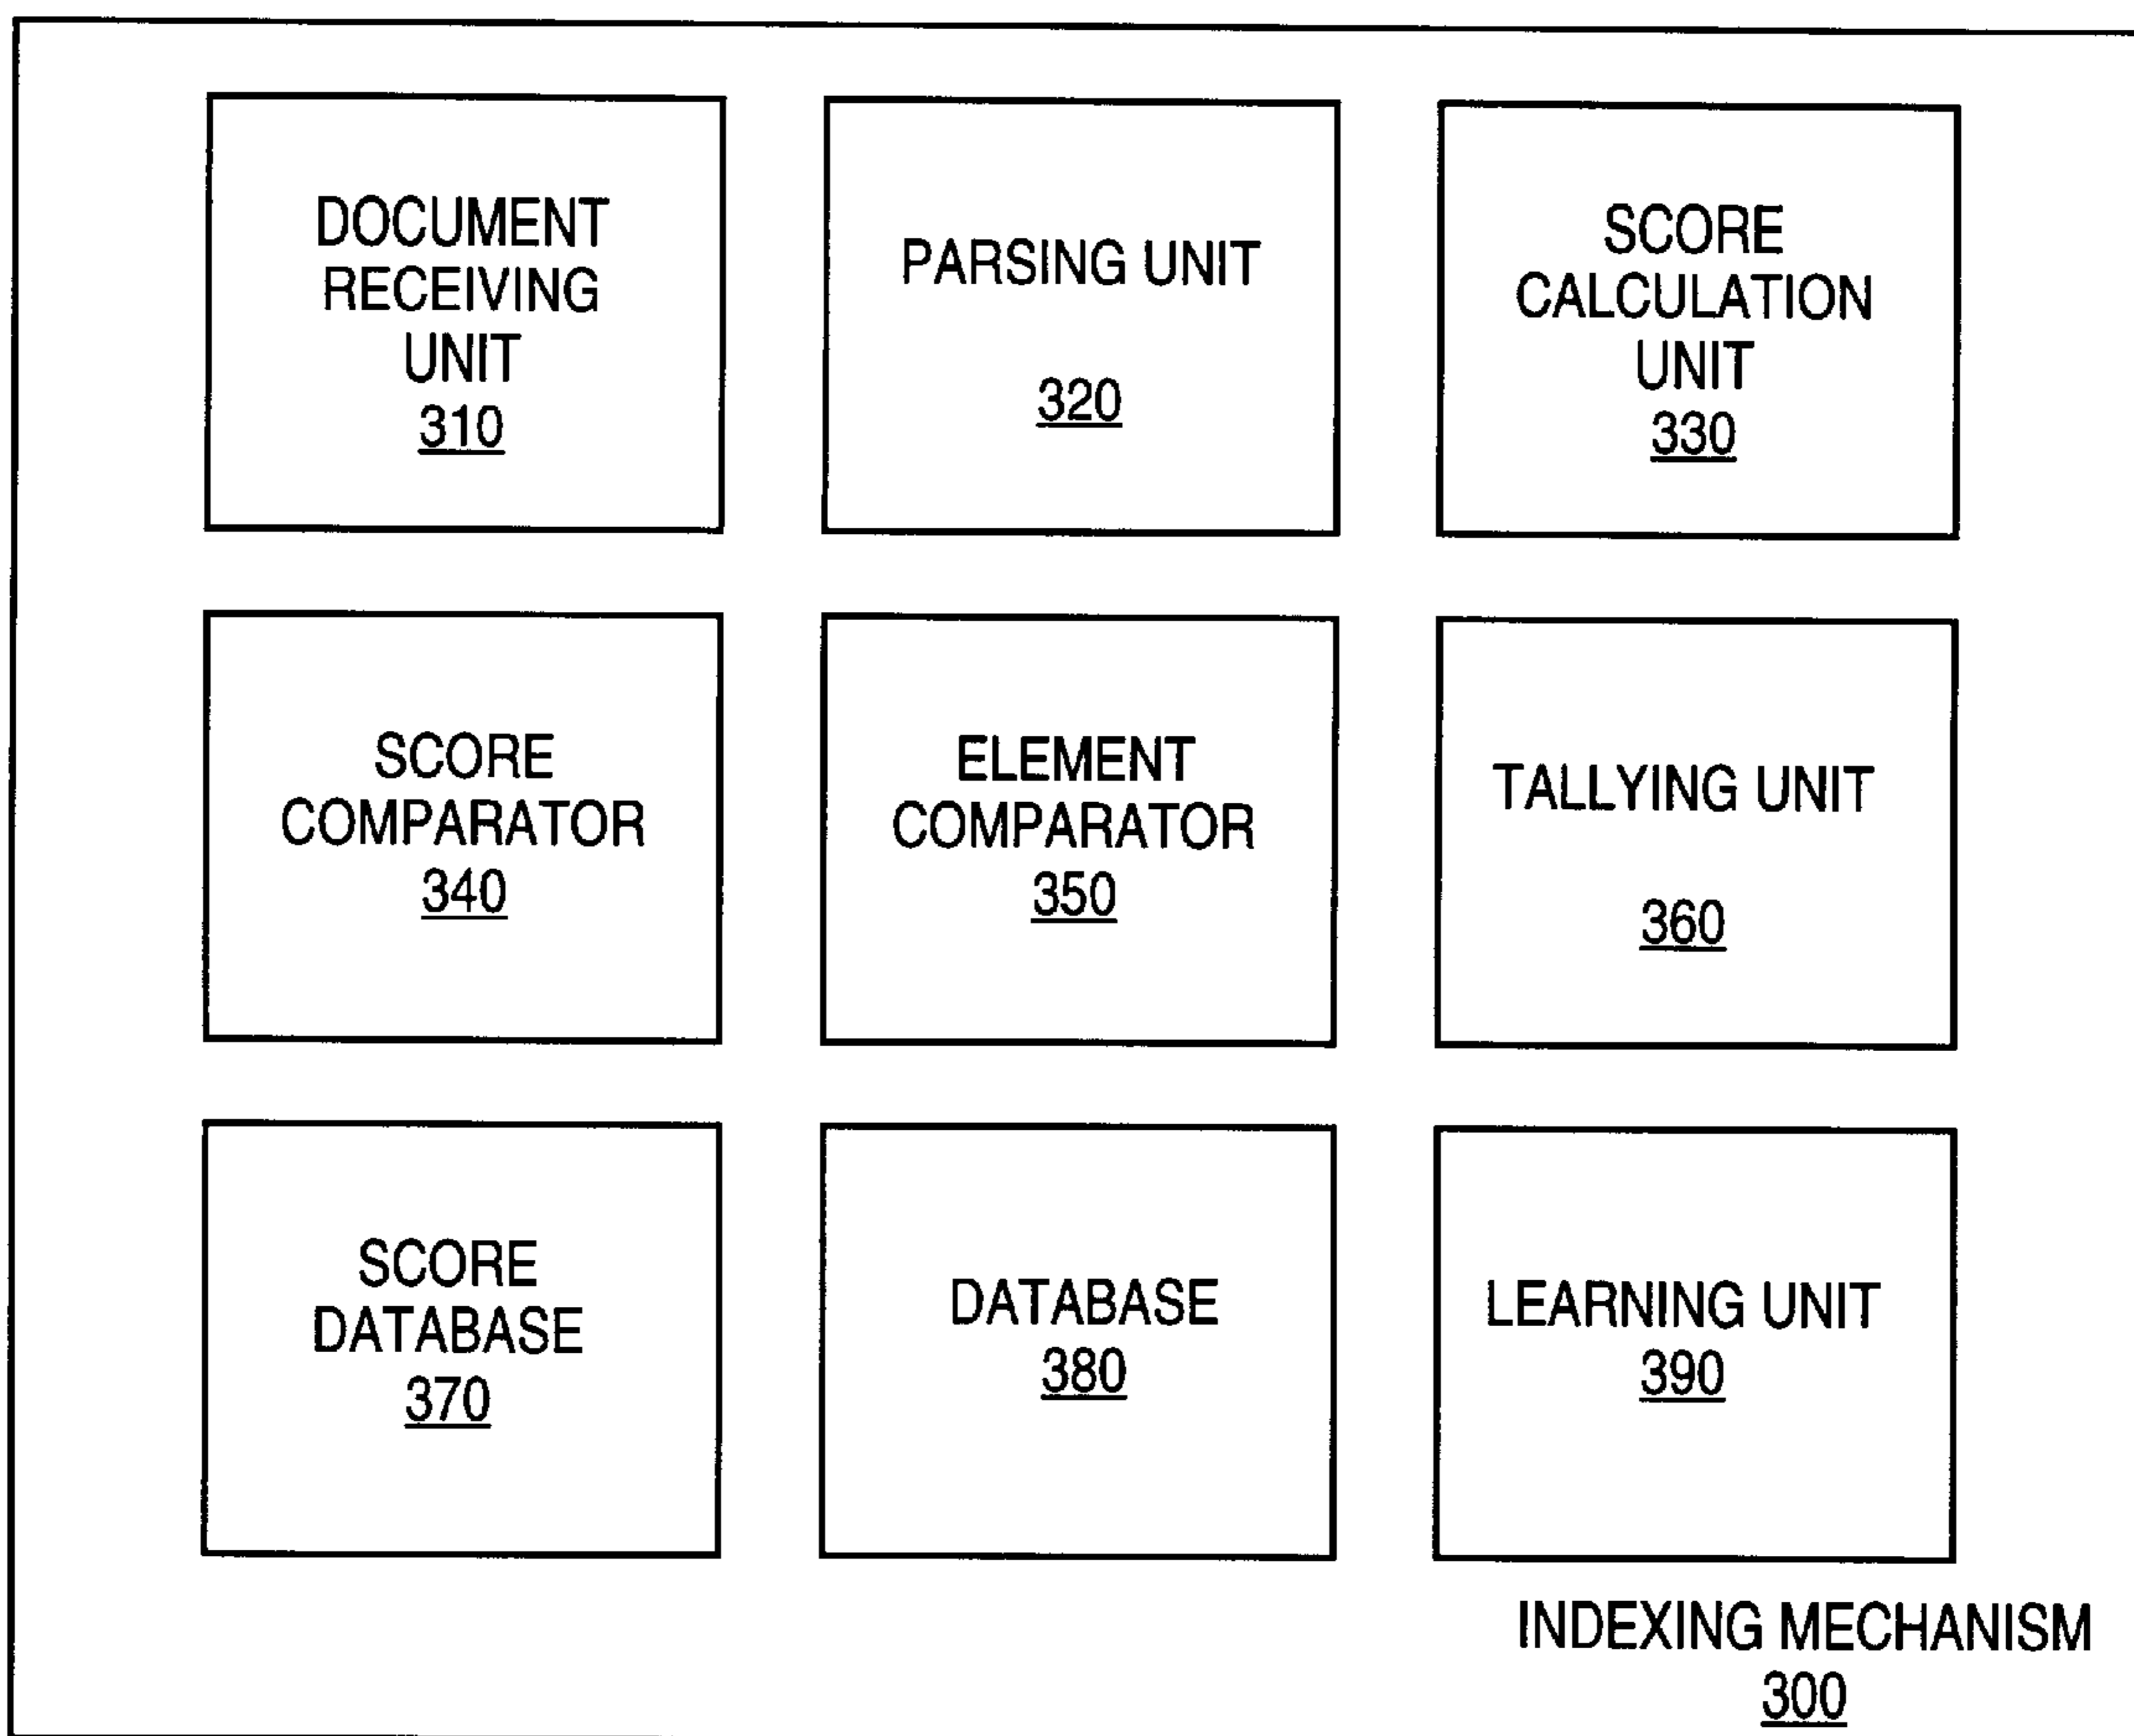 DOCUMENT
RECEIVING
UNIT
310
PARSING UNIT
320
SCORE
CALCULATION
UNIT
330
SCORE
COMPARATOR
340
ELEMENT
COMPARATOR
350
TALLYING UNIT
360
SCORE
DATABASE
370
DATABASE
380
LEARNING UNIT
390
INDEXING MECHANISM
300